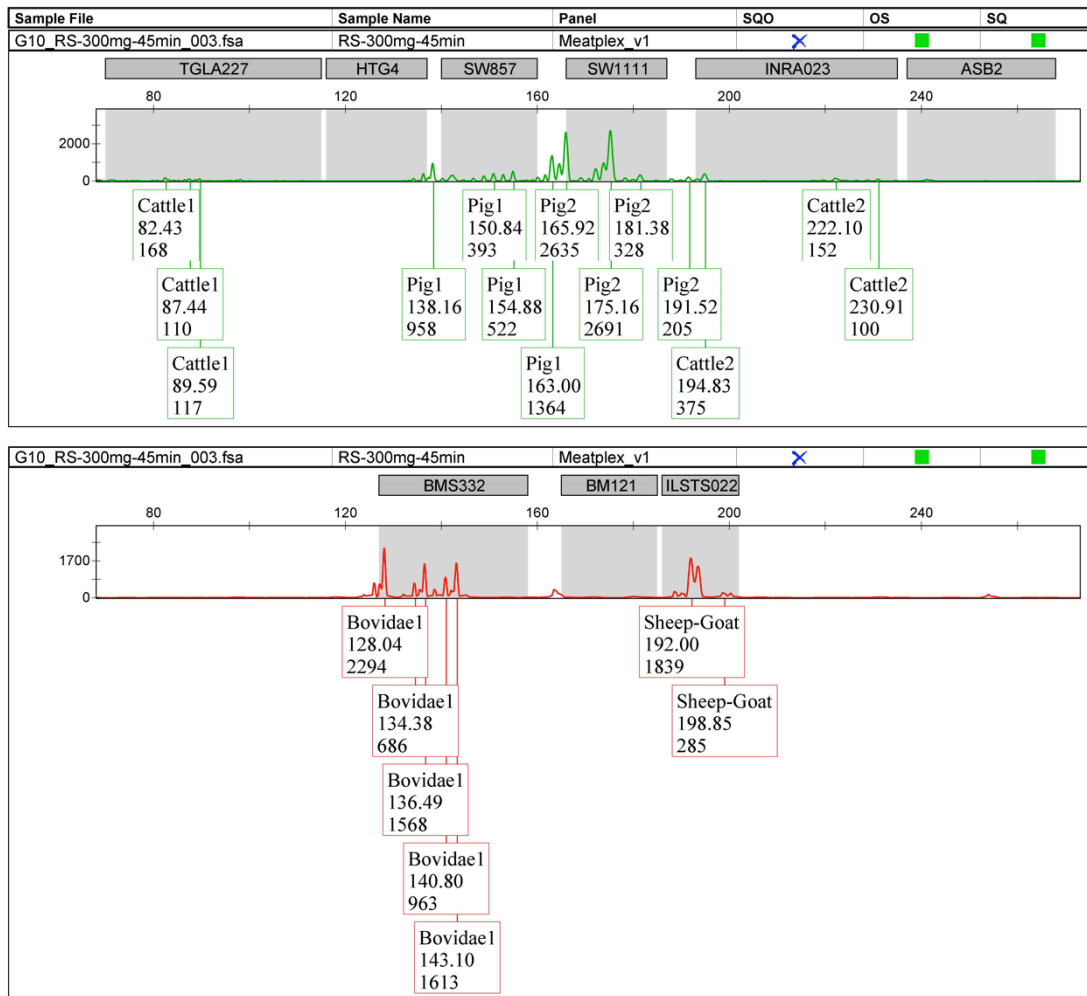 Sample File Sample Name Panel SQO OS SQ
G10_RS-300mg-45min_003.fsa RS-300mg-45min Meatplex_v1
TGLA227 HTG4 SW857 SW1111 INRA023 ASB2
80 120 160 200 240
2000
0
Cattle1
82.43
168
Cattle1
87.44
110
Cattle1
89.59
117
Pig1
138.16
958
Pig1
150.84
393
Pig1
154.88
522
Pig1
163.00
1364
Pig2
165.92
2635
Pig2
175.16
2691
Pig2
181.38
328
Pig2
191.52
205
Cattle2
194.83
375
Cattle2
222.10
152
Cattle2
230.91
100
G10_RS-300mg-45min_003.fsa RS-300mg-45min Meatplex_v1
BMS332 BM121 ILSTS022
80 120 160 200 240
1700
0
Bovidae1
128.04
2294
Bovidae1
134.38
686
Bovidae1
136.49
1568
Bovidae1
140.80
963
Bovidae1
143.10
1613
Sheep-Goat
192.00
1839
Sheep-Goat
198.85
285